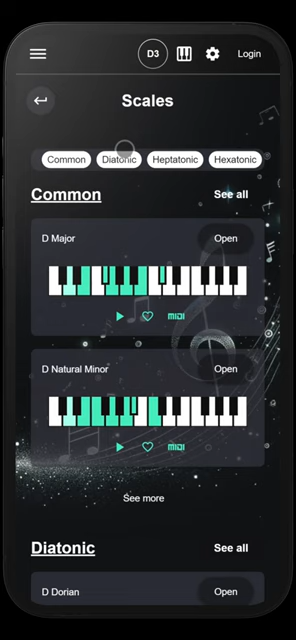 D3 Login
Scales
Common Diatonic Heptatonic Hexatonic
Common See all
D Major Open
MIDI
D Natural Minor Open
MIDI
See more
Diatonic See all
D Dorian Open